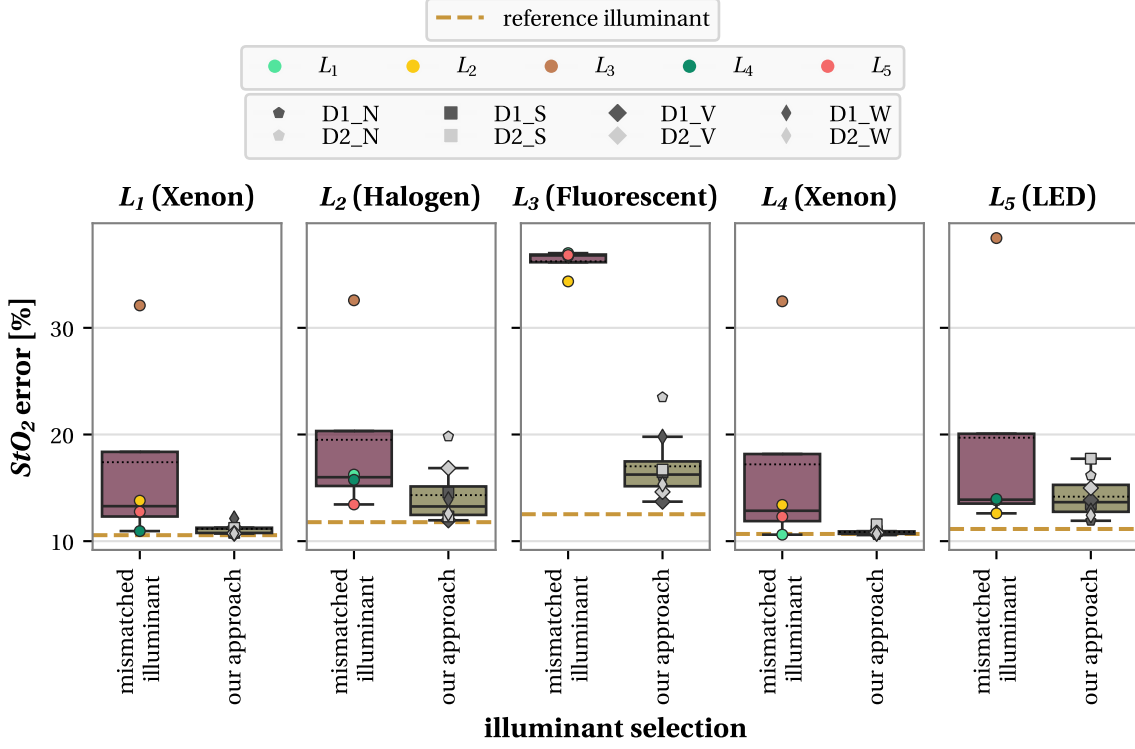 reference illuminant
L1 L2 L3 L4 L5
D1_N D1_S D1_V D1_W
D2_N D2_S D2_V D2_W
L1 (Xenon) L2 (Halogen) L3 (Fluorescent) L4 (Xenon) L5 (LED)
StO2 error [%]
30
20
10
mismatched illuminant
our approach
mismatched illuminant
our approach
mismatched illuminant
our approach
mismatched illuminant
our approach
mismatched illuminant
our approach
illuminant selection